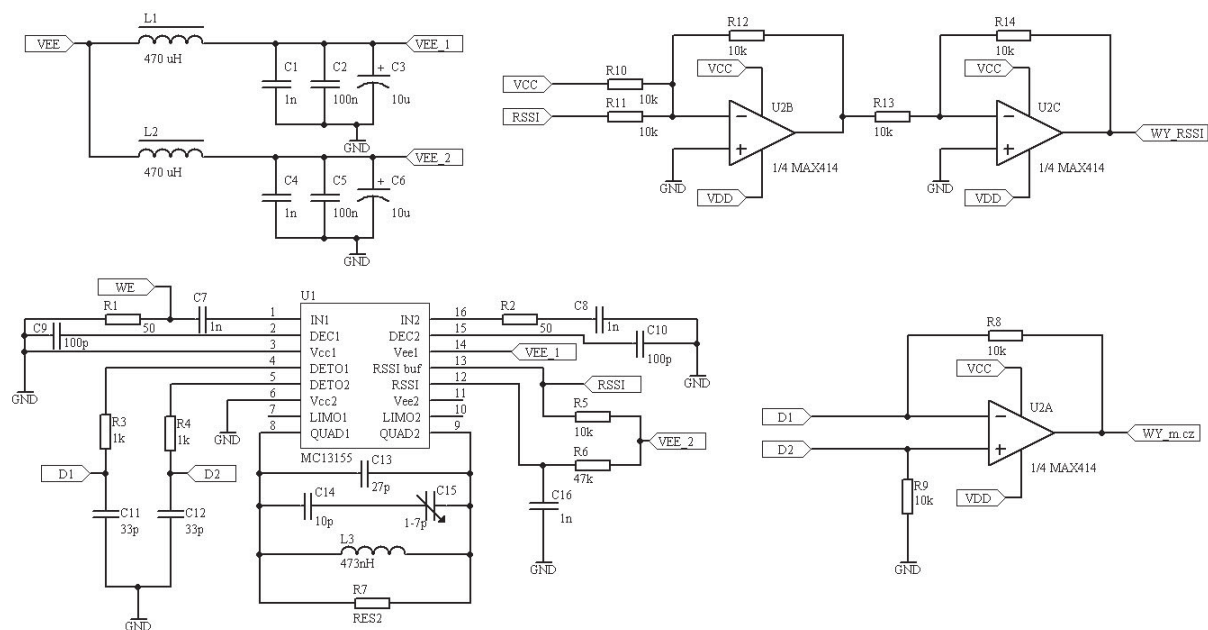 L1
VEE
470 uH
VEE_1
C1
1n
C2
100n
C3
+
10u
GND
L2
470 uH
VEE_2
C4
1n
C5
100n
C6
+
10u
GND
R12
10k
R14
10k
VCC
R10
10k
RSSI
R11
10k
VCC
U2B
1/4 MAX414
VDD
GND
R13
10k
VCC
U2C
1/4 MAX414
VDD
GND
WY_RSSI
WE
R1
50
C7
1n
C9
100p
GND
U1
1 IN1 IN2 16
2 DEC1 DEC2 15
3 Vcc1 Vee1 14
4 DETO1 RSSI buf 13
5 DETO2 RSSI 12
6 Vcc2 Vee2 11
7 LIMO1 LIMO2 10
8 QUAD1 QUAD2 9
MC13155
R2
50
C8
1n
C10
100p
GND
VEE_1
RSSI
R5
10k
VEE_2
R6
47k
C16
1n
GND
GND
R3
1k
R4
1k
D1
D2
C11
33p
C12
33p
GND
C13
27p
C14
10p
C15
1-7p
L3
473nH
R7
RES2
R8
10k
VCC
D1
D2
U2A
1/4 MAX414
WY_m.cz
VDD
R9
10k
GND